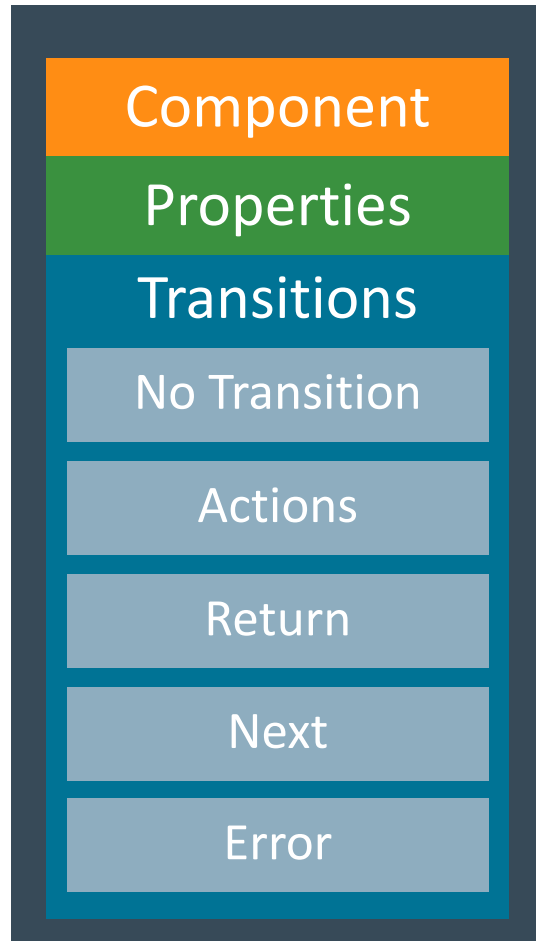 Component
Properties
Transitions
No Transition
Actions
Return
Next
Error